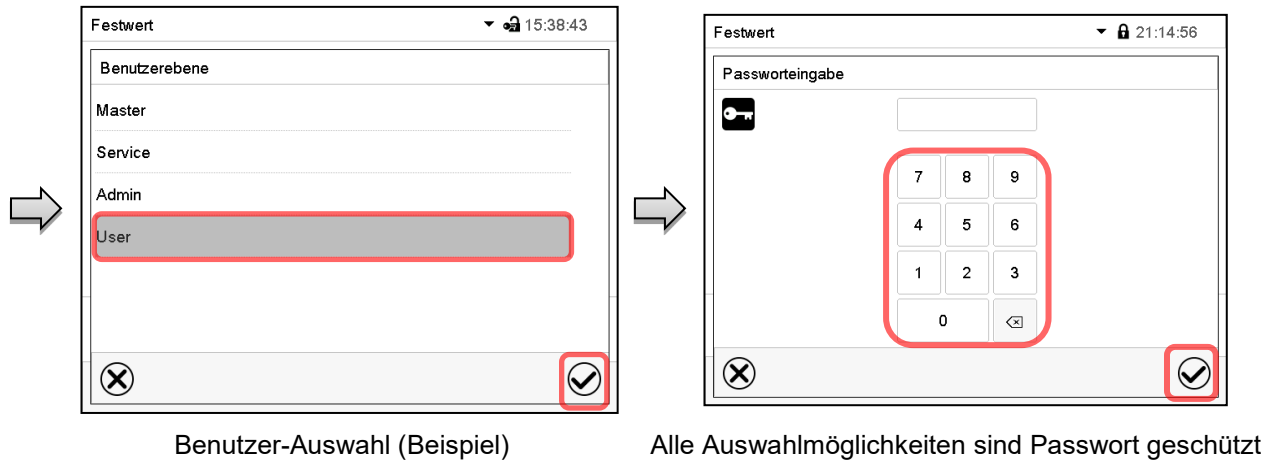 Festwert 15:38:43
Benutzerebene
Master
Service
Admin
User
Benutzer-Auswahl (Beispiel)
Festwert 21:14:56
Passworteingabe
7 8 9
4 5 6
1 2 3
0
Alle Auswahlmöglichkeiten sind Passwort geschützt